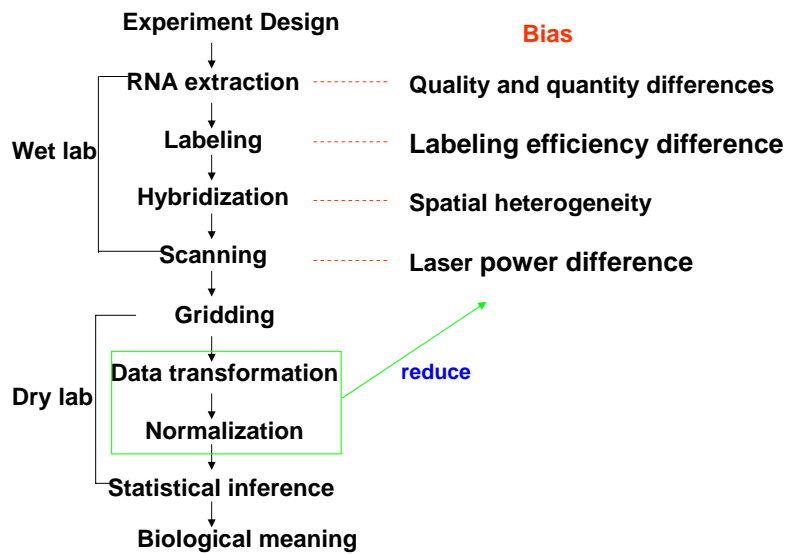 Experiment Design
Bias
RNA extraction
Quality and quantity differences
Wet lab
Labeling
Labeling efficiency difference
Hybridization
Spatial heterogeneity
Scanning
Laser power difference
Gridding
Data transformation
reduce
Dry lab
Normalization
Statistical inference
Biological meaning